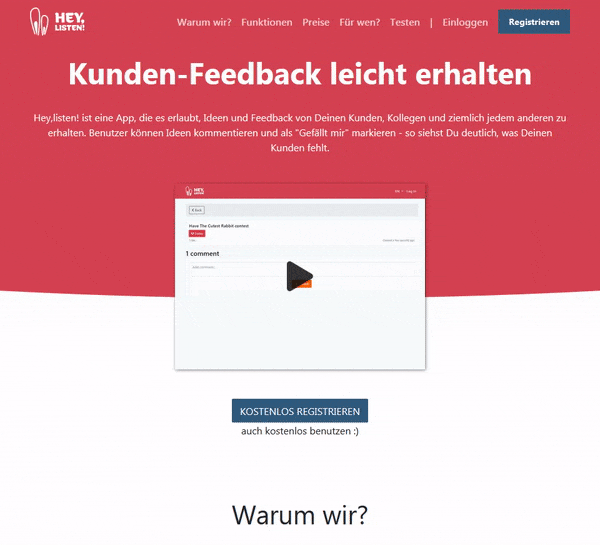 HEY,
LISTEN!
Warum wir?
Funktionen
Preise
Für wen?
Testen
|
Einloggen
Registrieren
Kunden-Feedback leicht erhalten
Hey,listen! ist eine App, die es erlaubt, Ideen und Feedback von Deinen Kunden, Kollegen und ziemlich jedem anderen zu
erhalten. Benutzer können Ideen kommentieren und als "Gefällt mir" markieren - so siehst Du deutlich, was Deinen
Kunden fehlt.
HEY,
LISTEN!
Back
Have The Cutest Rabbit contest
1 comment
KOSTENLOS REGISTRIEREN
auch kostenlos benutzen :)
Warum wir?